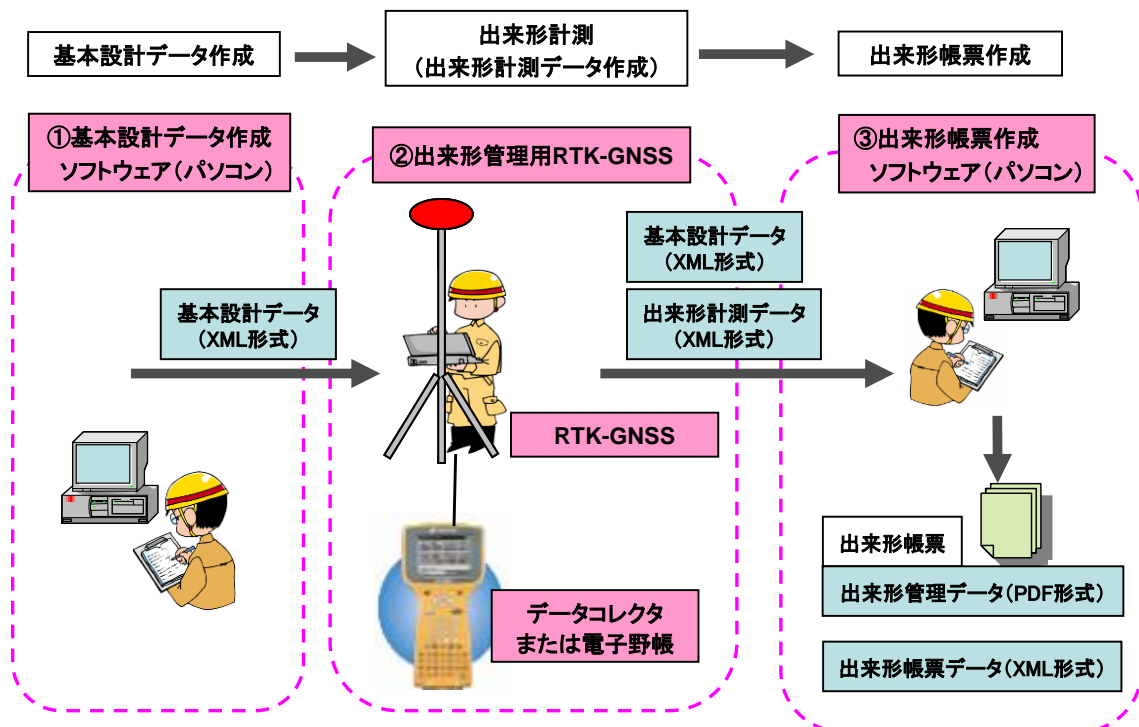 基本設計データ作成
出来形計測
(出来形計測データ作成)
出来形帳票作成
①基本設計データ作成
ソフトウェア(パソコン)
②出来形管理用RTK-GNSS
③出来形帳票作成
ソフトウェア(パソコン)
基本設計データ
(XML形式)
基本設計データ
(XML形式)
出来形計測データ
(XML形式)
RTK-GNSS
データコレクタ
または電子野帳
出来形帳票
出来形管理データ(PDF形式)
出来形帳票データ(XML形式)